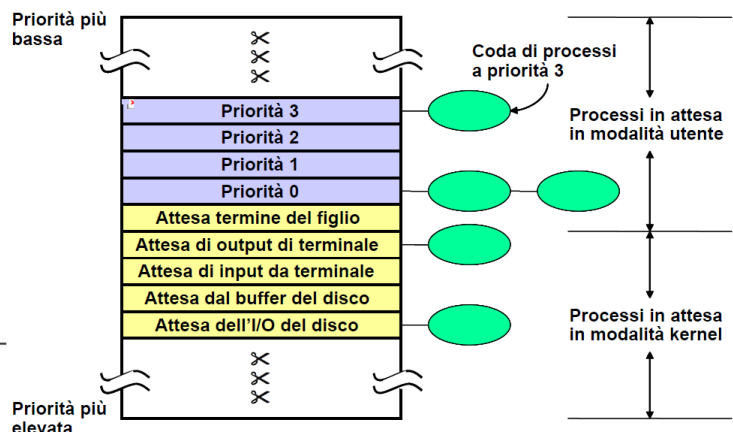 Priorità più
bassa
Coda di processi
a priorità 3
Priorità 3
Processi in attesa
in modalità utente
Priorità 2
Priorità 1
Priorità 0
Attesa termine del figlio
Attesa di output di terminale
Attesa di input da terminale
Attesa dal buffer del disco
Attesa dell'I/O del disco
Processi in attesa
in modalità kernel
Priorità più
elevata